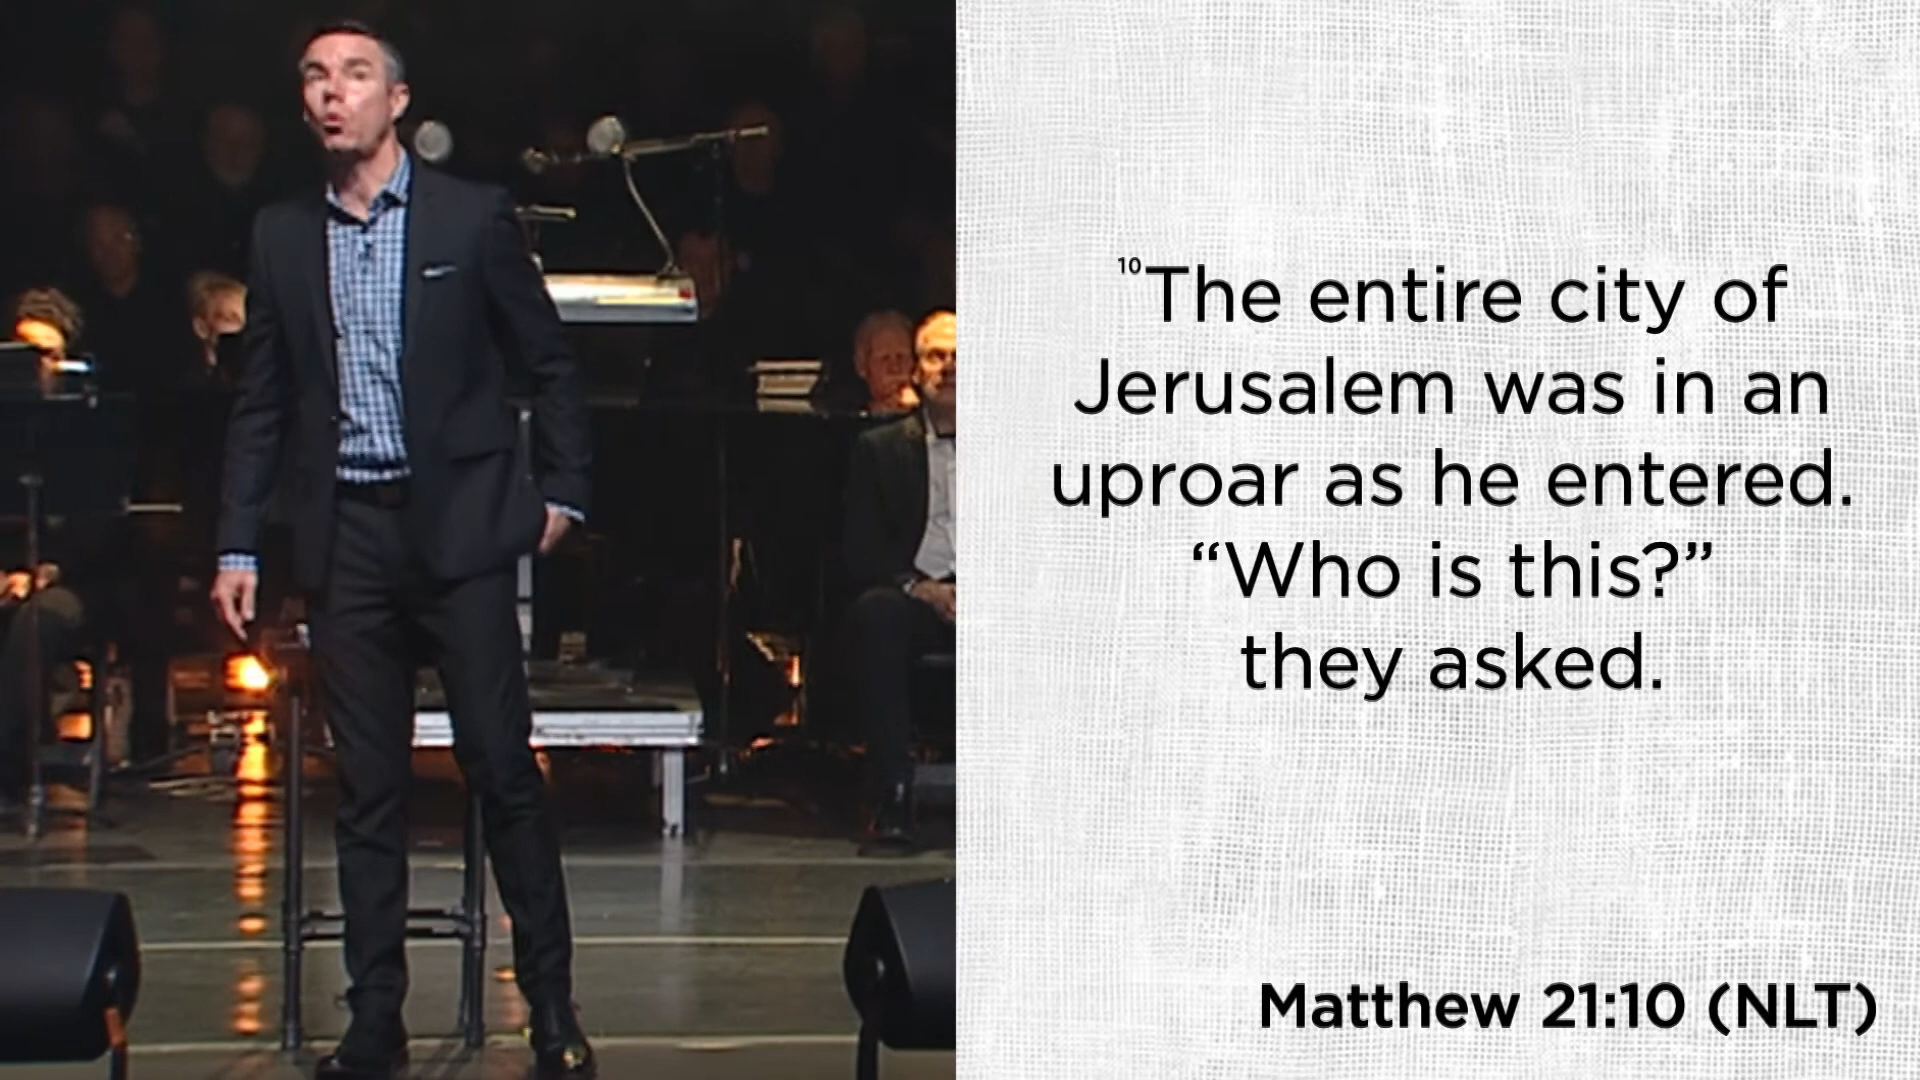 ¹⁰The entire city of
Jerusalem was in an
uproar as he entered.
“Who is this?”
they asked.
Matthew 21:10 (NLT)